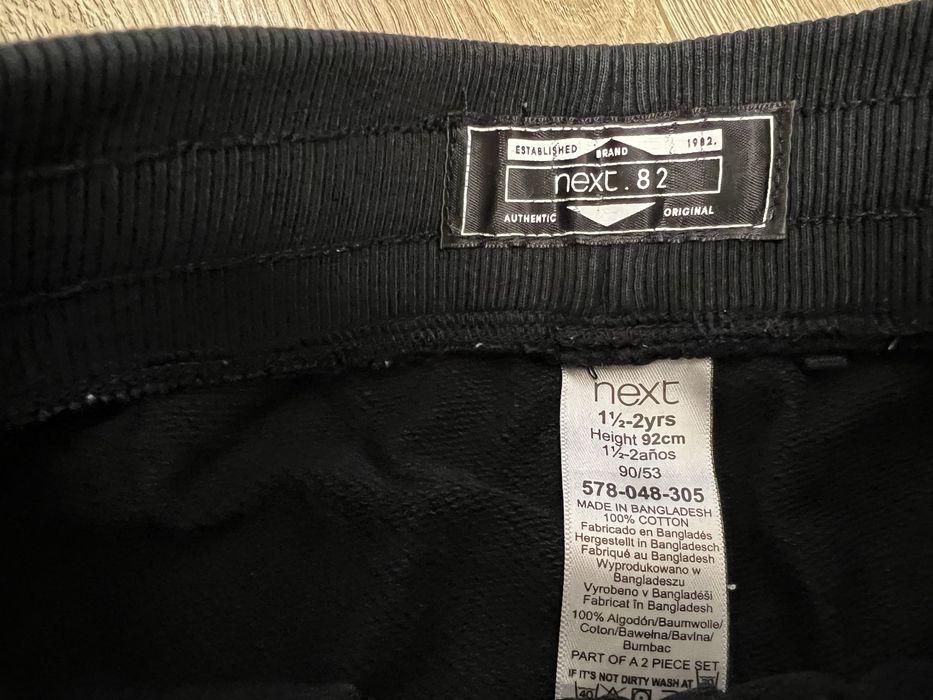 ESTABLISHED BRAND 1982.
next.82
AUTHENTIC ORIGINAL
next
1½-2yrs
Height 92cm
1½-2años
90/53
578-048-305
MADE IN BANGLADESH
100% COTTON
Fabricado en Bangladés
Hergestellt in Bangladesch
Fabriqué au Bangladesh
Wyprodukowano w
Bangladeszu
Vyrobeno v Bangladéši
Fabricat în Bangladesh
100% Algodón/Baumwolle/
Coton/Bawełna/Bavlna/
Bumbac
PART OF A 2 PIECE SET
IF IT'S NOT DIRTY WASH AT 30
40